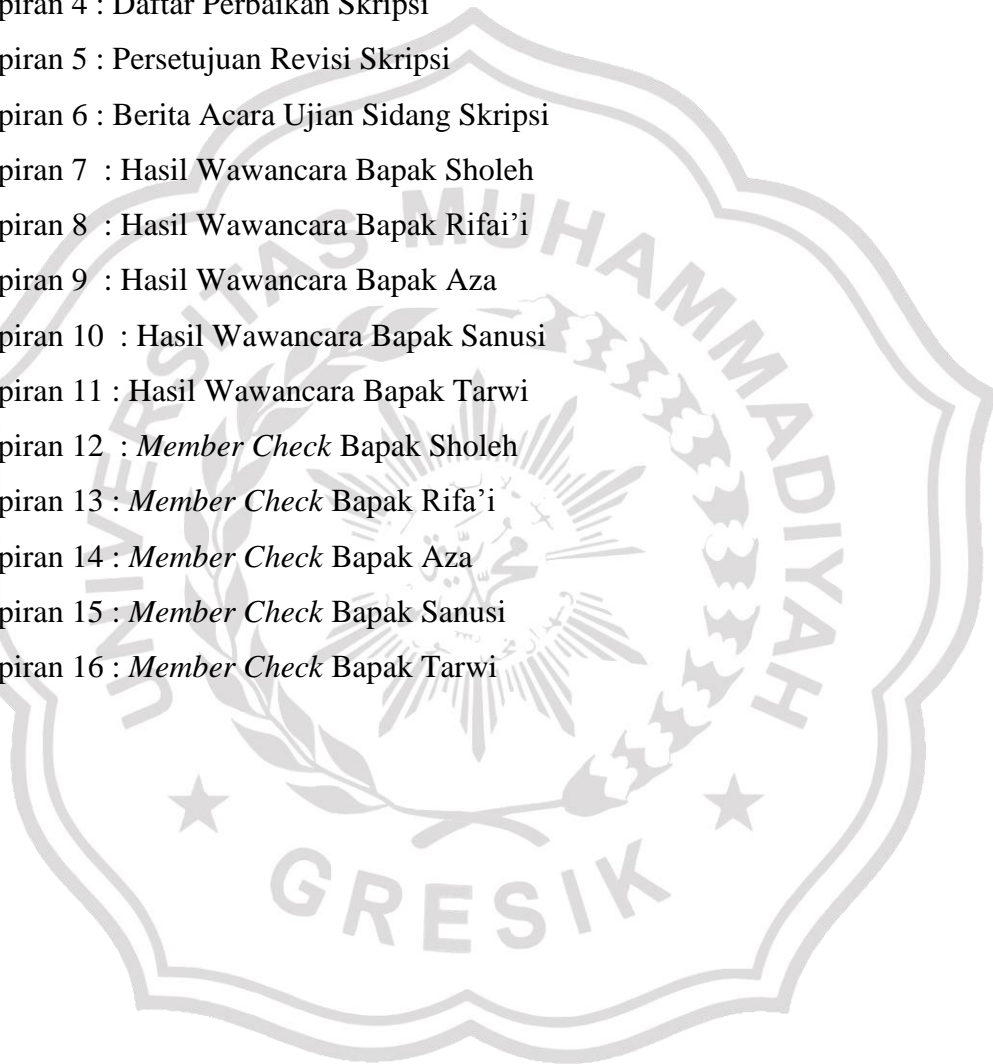 piran 4 : Daftar Perbaikan Skripsi
piran 5 : Persetujuan Revisi Skripsi
piran 6 : Berita Acara Ujian Sidang Skripsi
piran 7 : Hasil Wawancara Bapak Sholeh
piran 8 : Hasil Wawancara Bapak Rifai’i
piran 9 : Hasil Wawancara Bapak Aza
piran 10 : Hasil Wawancara Bapak Sanusi
piran 11 : Hasil Wawancara Bapak Tarwi
piran 12 : Member Check Bapak Sholeh
piran 13 : Member Check Bapak Rifa’i
piran 14 : Member Check Bapak Aza
piran 15 : Member Check Bapak Sanusi
piran 16 : Member Check Bapak Tarwi
UNIVERSITAS MUHAMMADIYAH
GRESIK